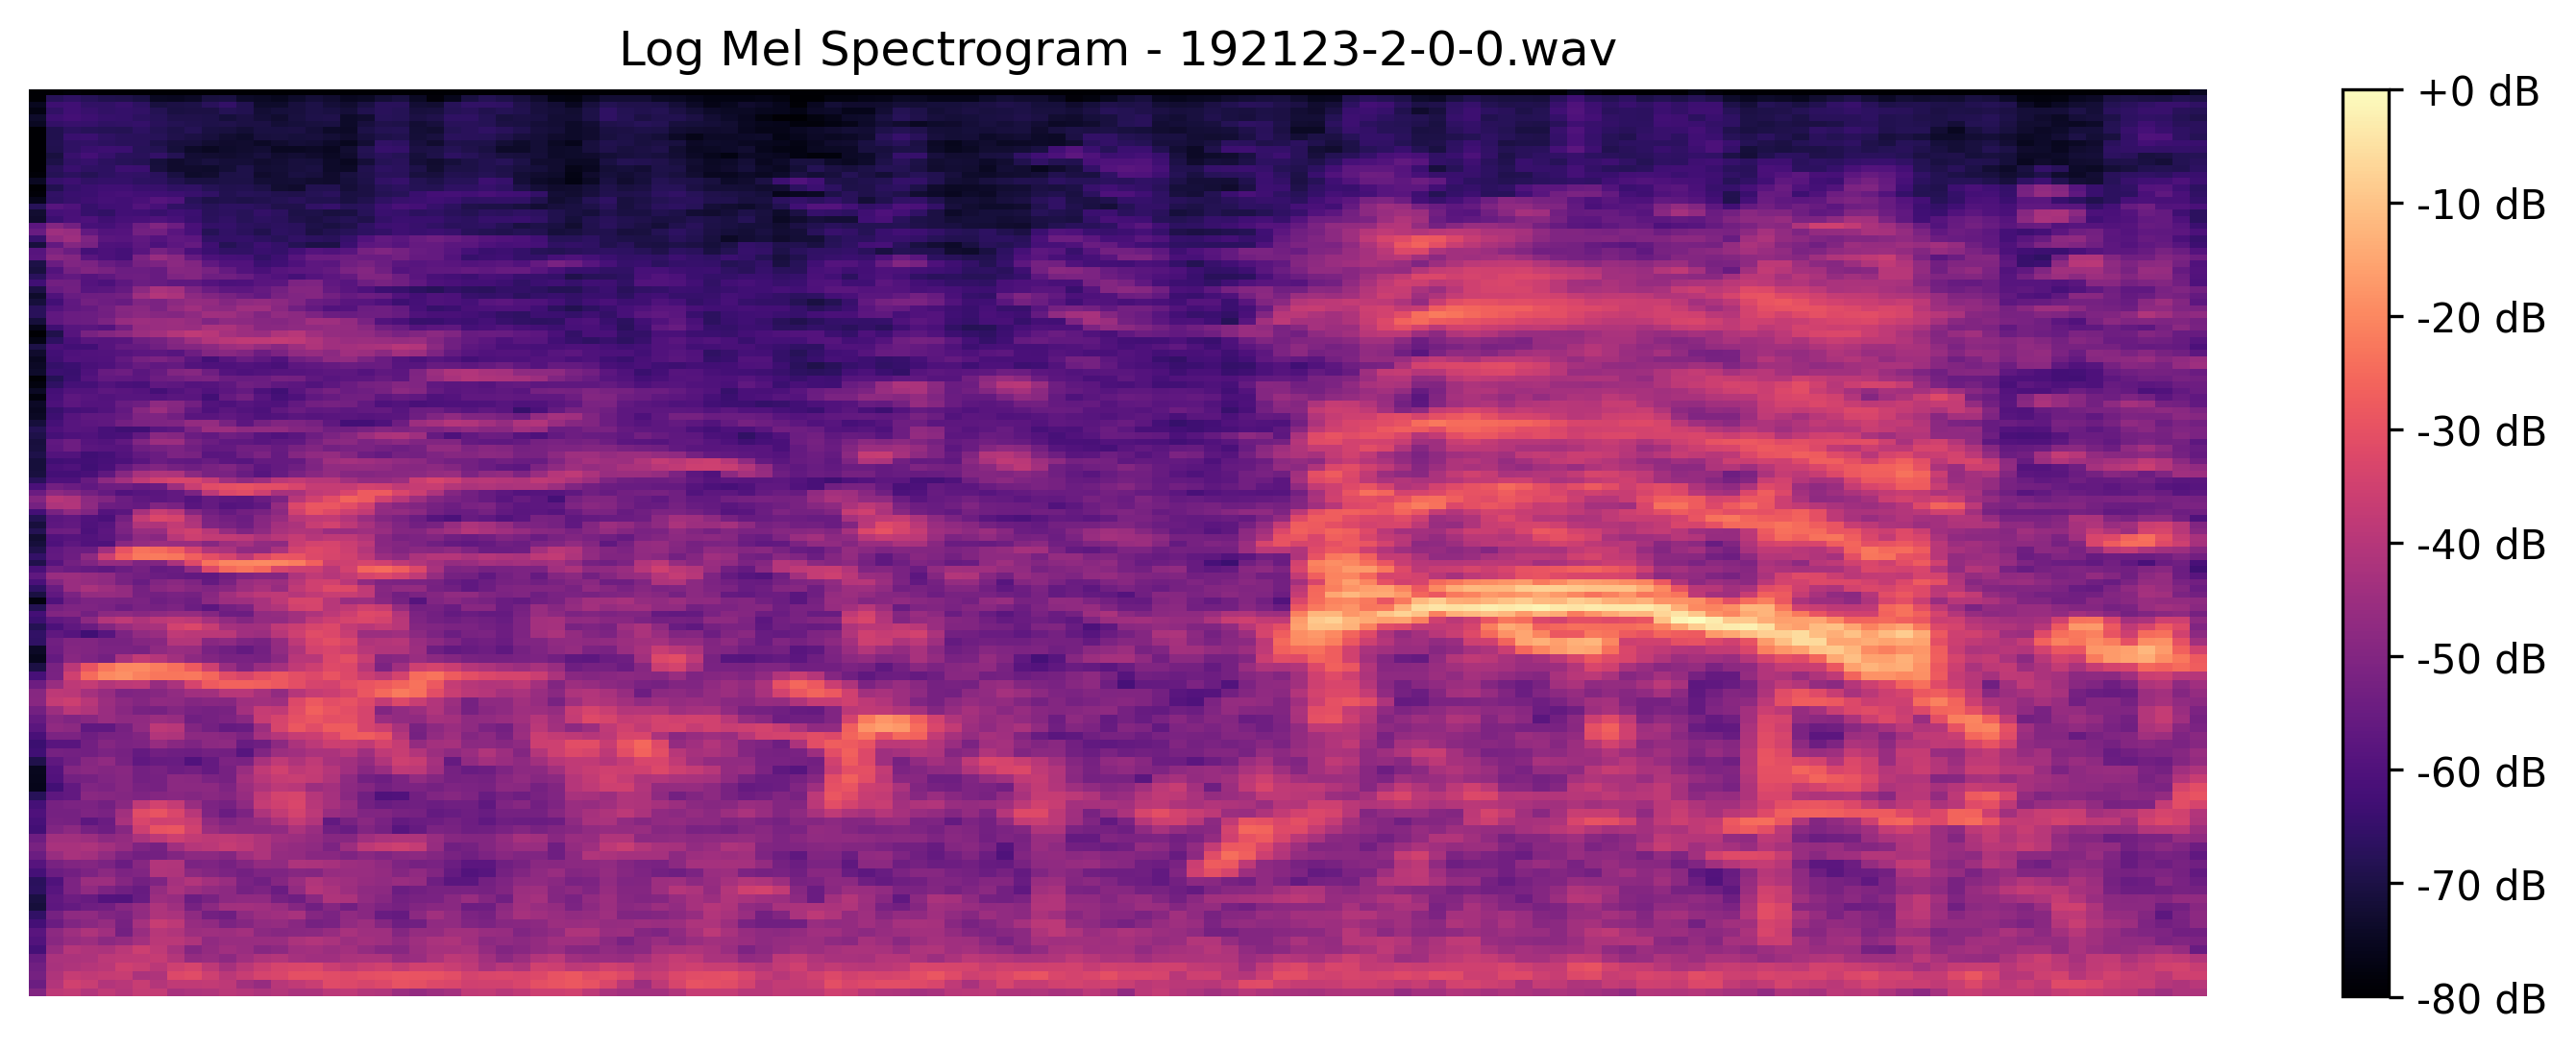 Log Mel Spectrogram - 192123-2-0-0.wav
+0 dB
-10 dB
-20 dB
-30 dB
-40 dB
-50 dB
-60 dB
-70 dB
-80 dB